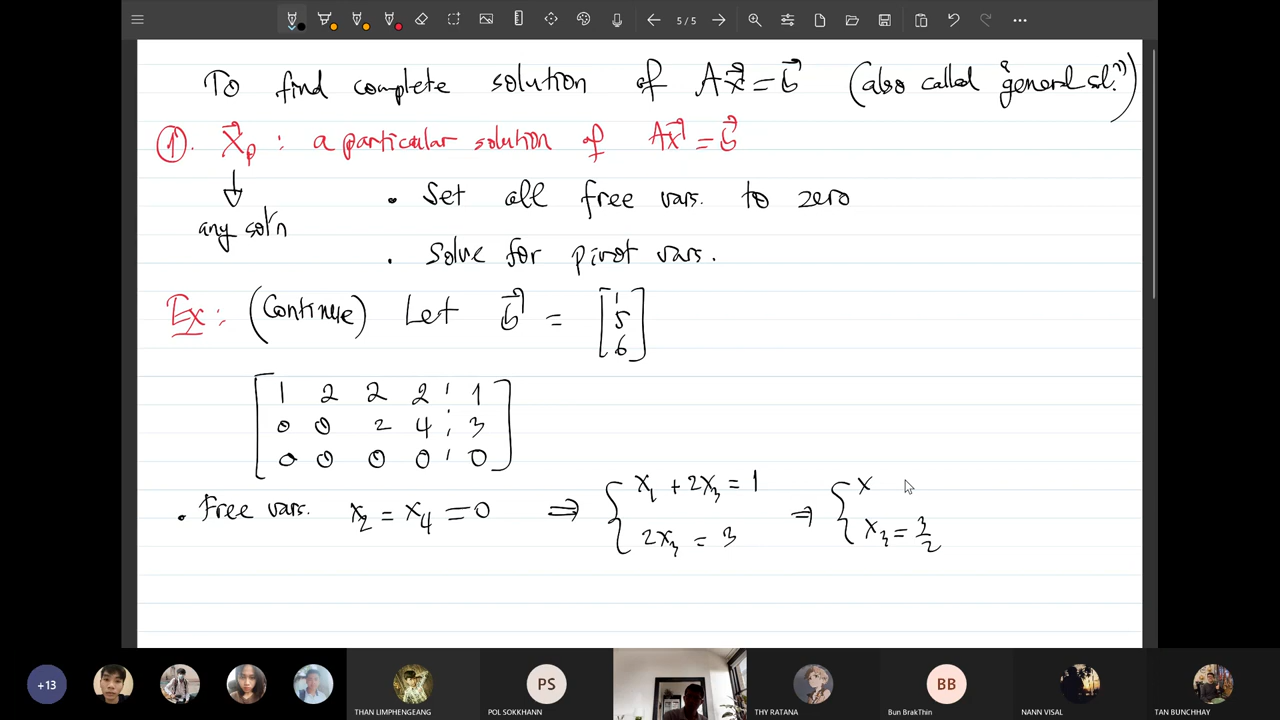 5/5
To find complete solution of Ax⃗ = b⃗ (also called "general sol.")
①. x⃗p : a particular solution of Ax⃗ = b⃗
any sol'n
• Set all free vars. to zero
• Solve for pivot vars.
Ex: (Continue) Let b⃗ =
1
5
6
1 2 2 2 ¦ 1
0 0 2 4 ¦ 3
0 0 0 0 ¦ 0
• Free vars. x₂ = x₄ = 0 ⇒ { x₁ + 2x₃ = 1 ⇒ { x
2x₃ = 3 x₃ = 3/2
+13
THAN LIMPHENGEANG
PS
POL SOKKHANN
THY RATANA
BB
Bun BrakThin
NANN VISAL
TAN BUNCHHAY